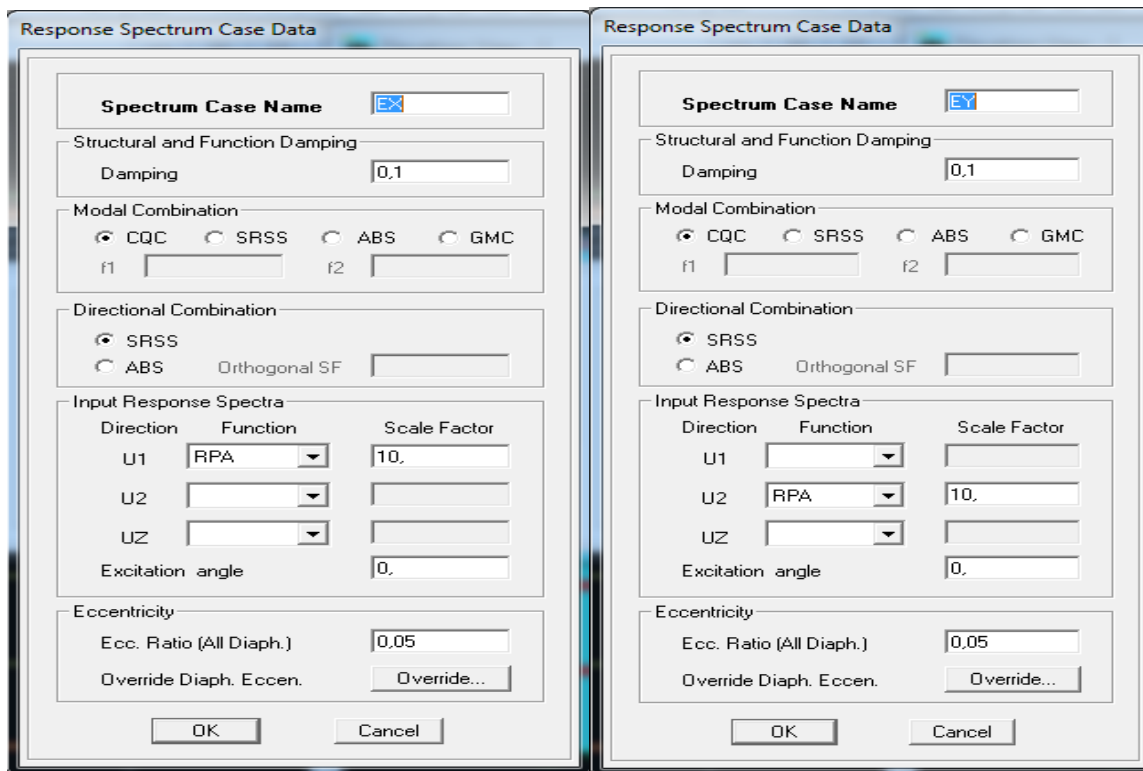 Response Spectrum Case Data
Spectrum Case Name EX
Structural and Function Damping
Damping 0,1
Modal Combination
CQC SRSS ABS GMC
f1 f2
Directional Combination
SRSS
ABS Orthogonal SF
Input Response Spectra
Direction Function Scale Factor
U1 RPA 10,
U2
UZ
Excitation angle 0,
Eccentricity
Ecc. Ratio (All Diaph.) 0,05
Override Diaph. Eccen. Override...
OK Cancel
Response Spectrum Case Data
Spectrum Case Name EY
Structural and Function Damping
Damping 0,1
Modal Combination
CQC SRSS ABS GMC
f1 f2
Directional Combination
SRSS
ABS Orthogonal SF
Input Response Spectra
Direction Function Scale Factor
U1
U2 RPA 10,
UZ
Excitation angle 0,
Eccentricity
Ecc. Ratio (All Diaph.) 0,05
Override Diaph. Eccen. Override...
OK Cancel